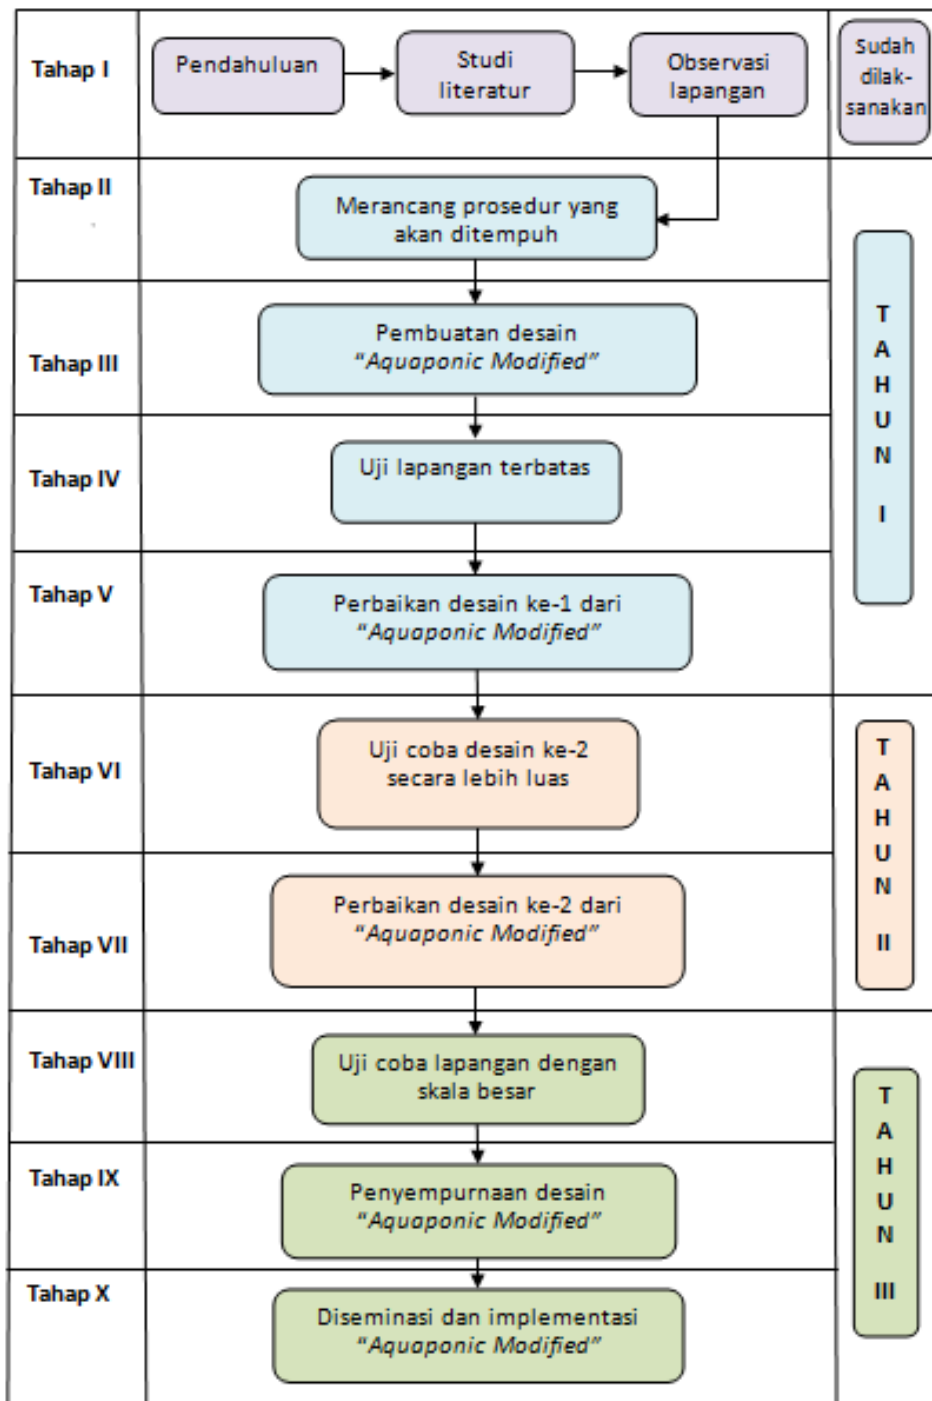 Tahap I
Pendahuluan
Studi
literatur
Observasi
lapangan
Sudah
dilak-
sanakan
Tahap II
Merancang prosedur yang
akan ditempuh
Tahap III
Pembuatan desain
“Aquaponic Modified”
Tahap IV
Uji lapangan terbatas
Tahap V
Perbaikan desain ke-1 dari
“Aquaponic Modified”
T
A
H
U
N
I
Tahap VI
Uji coba desain ke-2
secara lebih luas
Tahap VII
Perbaikan desain ke-2 dari
“Aquaponic Modified”
T
A
H
U
N
II
Tahap VIII
Uji coba lapangan dengan
skala besar
Tahap IX
Penyempurnaan desain
“Aquaponic Modified”
Tahap X
Diseminasi dan implementasi
“Aquaponic Modified”
T
A
H
U
N
III